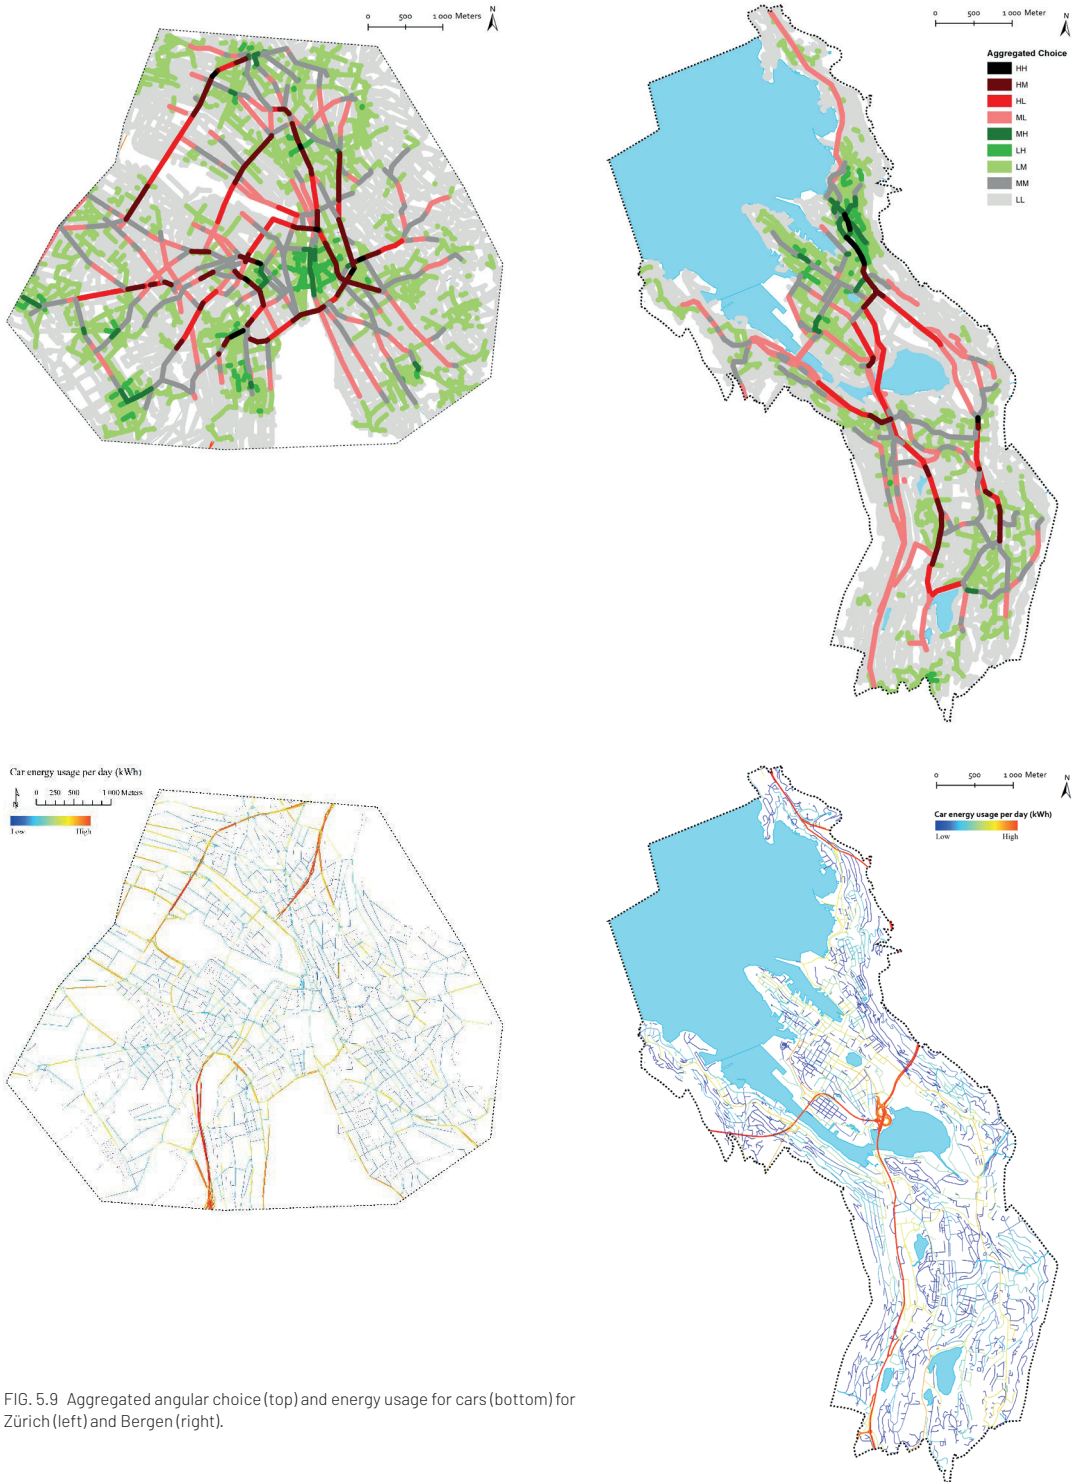 0 500 1 000 Meters
N
0 500 1 000 Meter
N
Aggregated Choice
HH
HM
HL
ML
MH
LH
LM
MM
LL
Car energy usage per day (kWh)
N
0 250 500 1 000 Meters
Low High
0 500 1 000 Meter
N
Car energy usage per day (kWh)
Low High
FIG. 5.9 Aggregated angular choice (top) and energy usage for cars (bottom) for
Zürich (left) and Bergen (right).